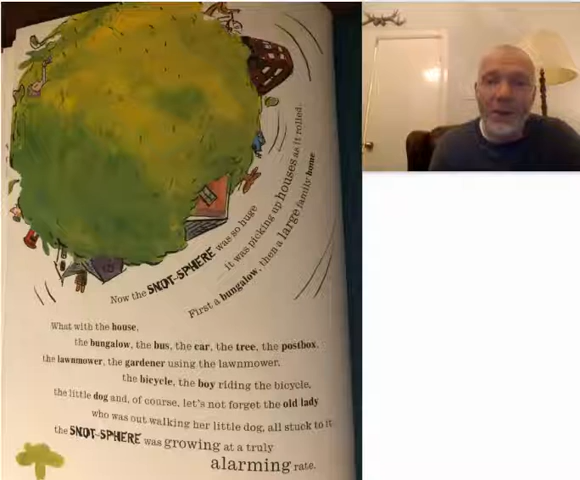 Now the SNOT-SPHERE was so huge
it was picking up houses as it rolled.
First a bungalow, then a large family home
What with the house,
the bungalow, the bus, the car, the tree, the postbox,
the lawnmower, the gardener using the lawnmower,
the bicycle, the boy riding the bicycle,
the little dog and, of course, let's not forget the old lady
who was out walking her little dog, all stuck to it
the SNOT-SPHERE was growing at a truly
alarming rate.